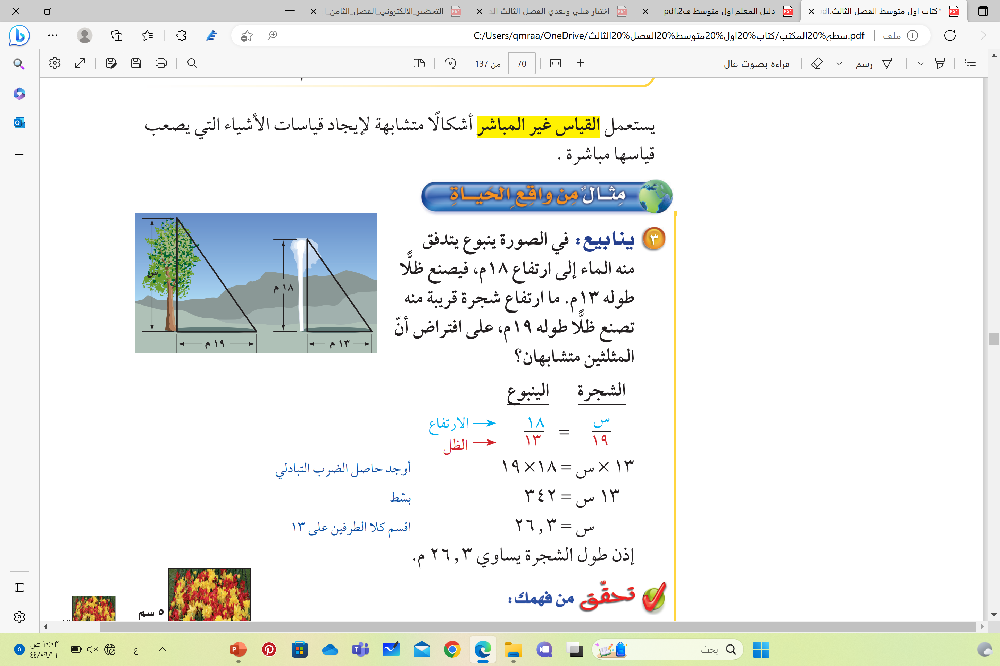 *كتاب اول متوسط الفصل الثالث.pdf
دليل المعلم اول متوسط ف2.pdf
اختبار قبلي وبعدي الفصل الثالث
التحضير_الالكتروني_الفصل_الثامن_
ملف
C:/Users/qmraa/OneDrive/سطح%20المكتب/كتاب%20اول%20متوسط%20الفصل%20الثالث.pdf
رسم
قراءة بصوت عالٍ
70
من 137
يستعمل القياس غير المباشر أشكالًا متشابهة لإيجاد قياسات الأشياء التي يصعب
قياسها مباشرة .
مِثـالٌ مِن واقِعِ الحَيـاةِ
٣ ينابيع: في الصورة ينبوع يتدفق
منه الماء إلى ارتفاع ١٨م، فيصنع ظلًّا
طوله ١٣م. ما ارتفاع شجرة قريبة منه
تصنع ظلًّا طوله ١٩م، على افتراض أنّ
المثلثين متشابهان؟
١٨ م
س
١٣ م
١٩ م
الشجرة الينبوع
س/١٩ = ١٨/١٣
الارتفاع
الظل
١٣ × س = ١٨×١٩ أوجد حاصل الضرب التبادلي
١٣ س = ٣٤٢ بسّط
س = ٢٦,٣ اقسم كلا الطرفين على ١٣
إذن طول الشجرة يساوي ٢٦,٣ م.
تحقّق من فهمك:
٥ سم
بحث
ع
١٠:٠٣ ص
٤٤/٠٩/٢٢
٥